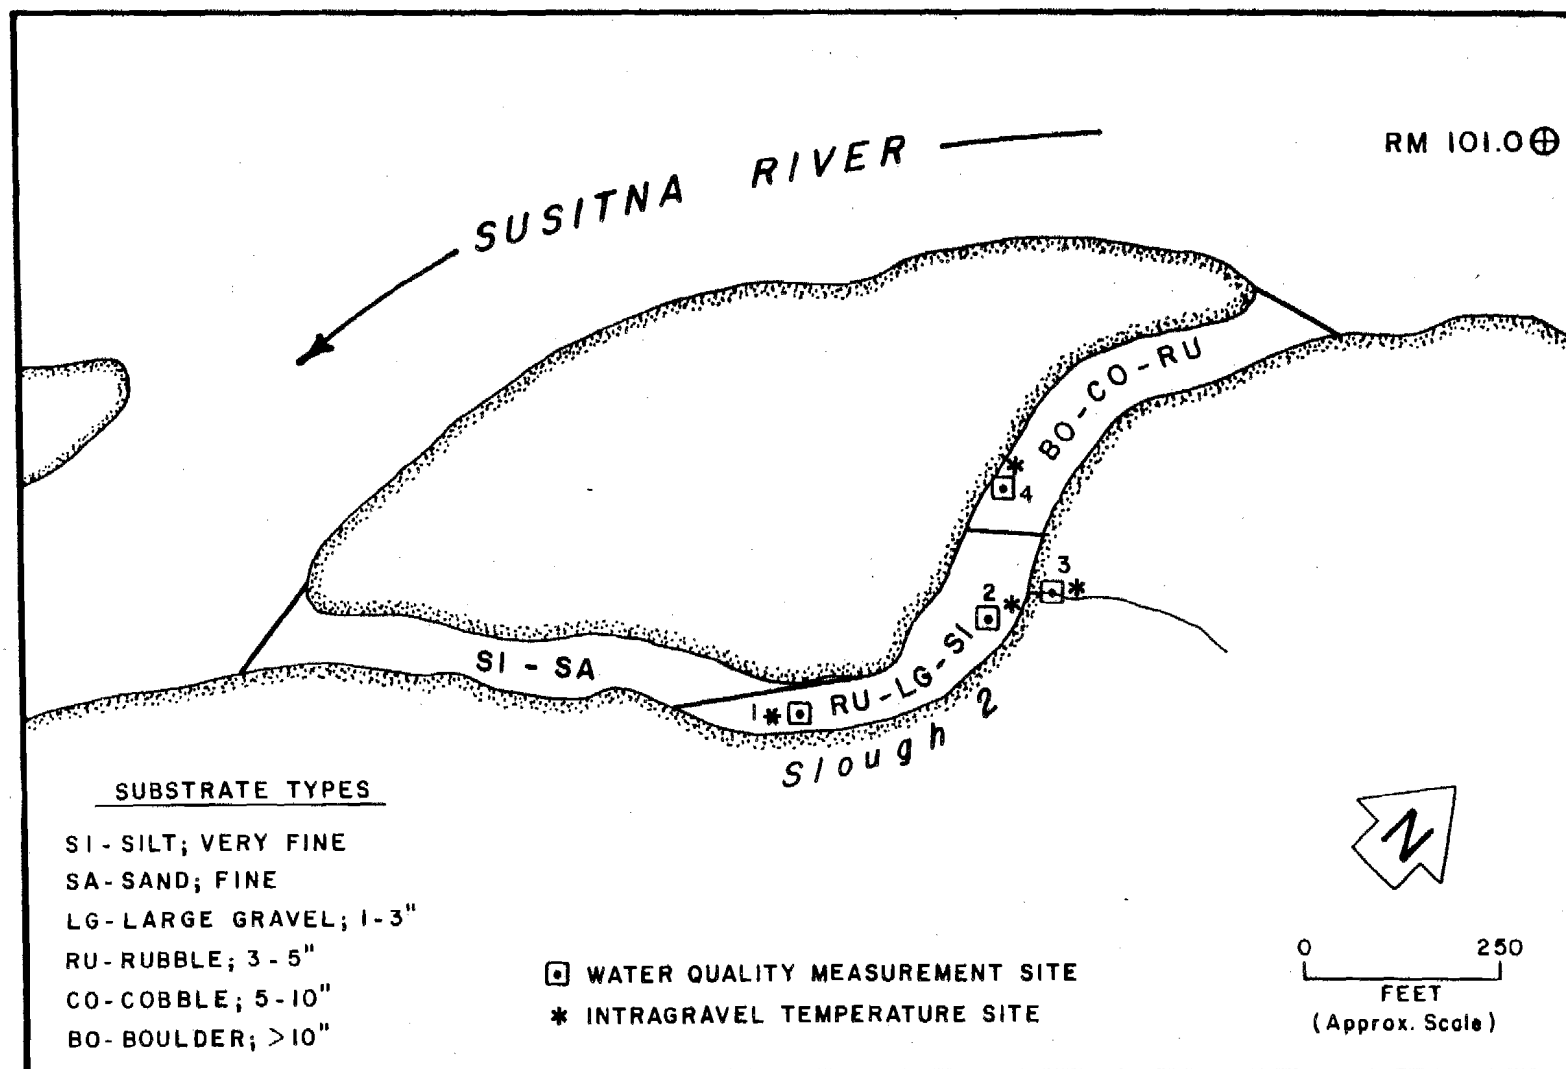 RM 101.0
SUSITNA RIVER
BO-CO-RU
4
3
2
SI - SA
1
RU-LG-SI
Slough 2
SUBSTRATE TYPES
SI-SILT; VERY FINE
SA-SAND; FINE
LG-LARGE GRAVEL; 1-3"
RU-RUBBLE; 3-5"
CO-COBBLE; 5-10"
BO-BOULDER; >10"
WATER QUALITY MEASUREMENT SITE
* INTRAGRAVEL TEMPERATURE SITE
N
0 250
FEET
(Approx. Scale)